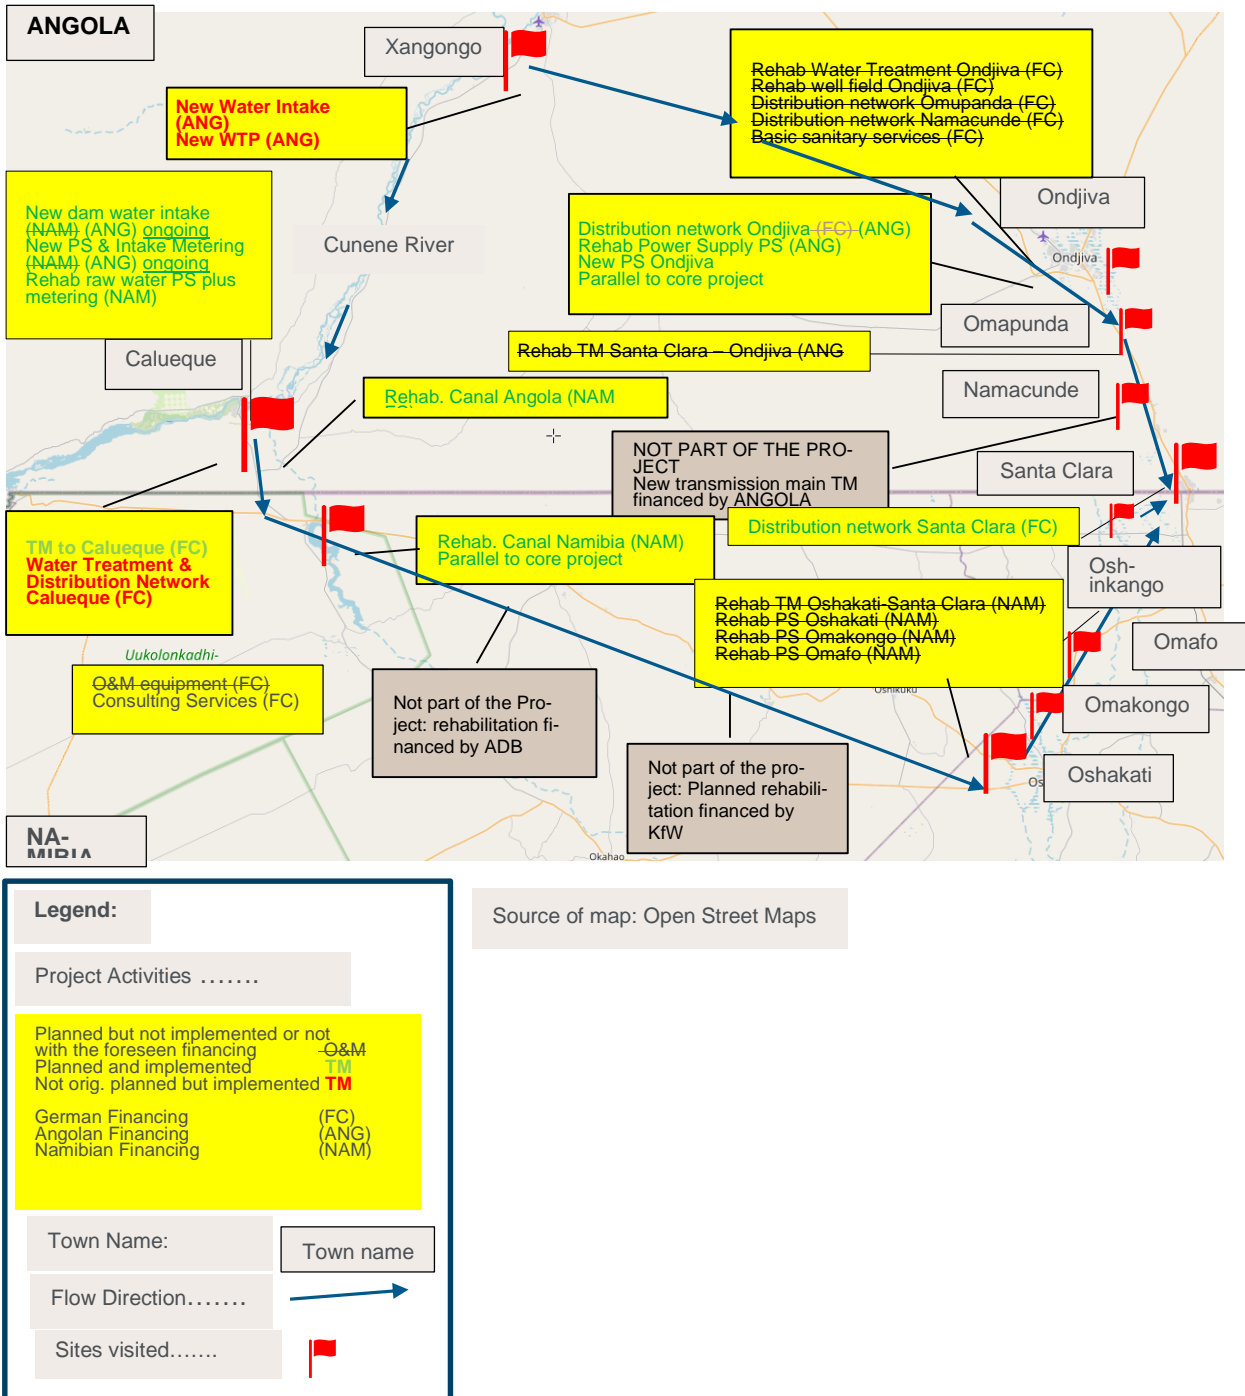 ANGOLA
Xangongo
New Water Intake
(ANG)
New WTP (ANG)
Rehab Water Treatment Ondjiva (FC)
Rehab well field Ondjiva (FC)
Distribution network Omupanda (FC)
Distribution network Namacunde (FC)
Basic sanitary services (FC)
New dam water intake
(NAM) (ANG) ongoing
New PS & Intake Metering
(NAM) (ANG) ongoing
Rehab raw water PS plus
metering (NAM)
Cunene River
Distribution network Ondjiva (FC) (ANG)
Rehab Power Supply PS (ANG)
New PS Ondjiva
Parallel to core project
Ondjiva
Ondjiva
Omapunda
Calueque
Rehab TM Santa Clara – Ondjiva (ANG
Rehab. Canal Angola (NAM
FC)
Namacunde
NOT PART OF THE PRO-
JECT
New transmission main TM
financed by ANGOLA
Santa Clara
TM to Calueque (FC)
Water Treatment &
Distribution Network
Calueque (FC)
Rehab. Canal Namibia (NAM)
Parallel to core project
Distribution network Santa Clara (FC)
Osh-
inkango
Rehab TM Oshakati-Santa Clara (NAM)
Rehab PS Oshakati (NAM)
Rehab PS Omakongo (NAM)
Rehab PS Omafo (NAM)
Omafo
Uukolonkadhi-
O&M equipment (FC)
Consulting Services (FC)
Not part of the Pro-
ject: rehabilitation fi-
nanced by ADB
Oshikuku
Omakongo
Not part of the pro-
ject: Planned rehabili-
tation financed by
KfW
Os
Oshakati
NA-
MIBIA
Okahao
Legend:
Source of map: Open Street Maps
Project Activities .......
Planned but not implemented or not
with the foreseen financing O&M
Planned and implemented TM
Not orig. planned but implemented TM
German Financing (FC)
Angolan Financing (ANG)
Namibian Financing (NAM)
Town Name:
Town name
Flow Direction.......
Sites visited.......